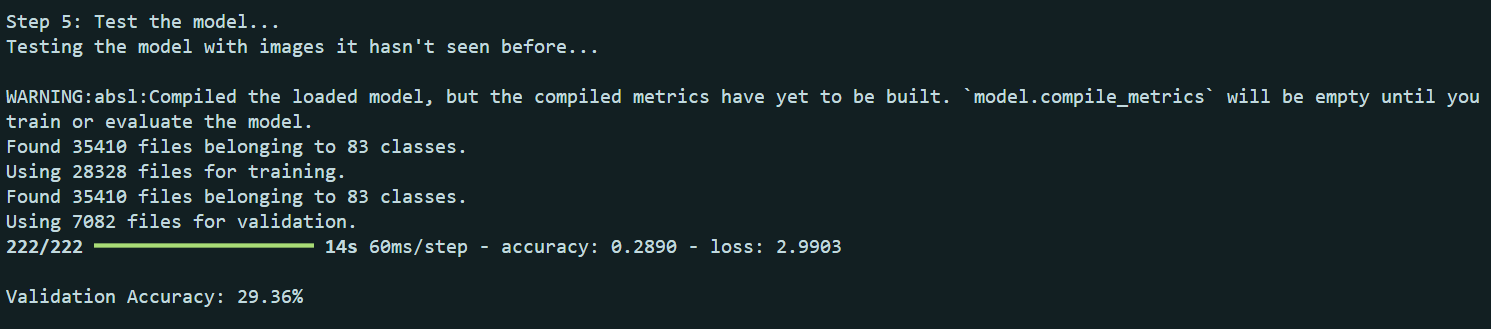 Step 5: Test the model...
Testing the model with images it hasn't seen before...
WARNING:absl:Compiled the loaded model, but the compiled metrics have yet to be built. `model.compile_metrics` will be empty until you
train or evaluate the model.
Found 35410 files belonging to 83 classes.
Using 28328 files for training.
Found 35410 files belonging to 83 classes.
Using 7082 files for validation.
222/222 14s 60ms/step - accuracy: 0.2890 - loss: 2.9903
Validation Accuracy: 29.36%